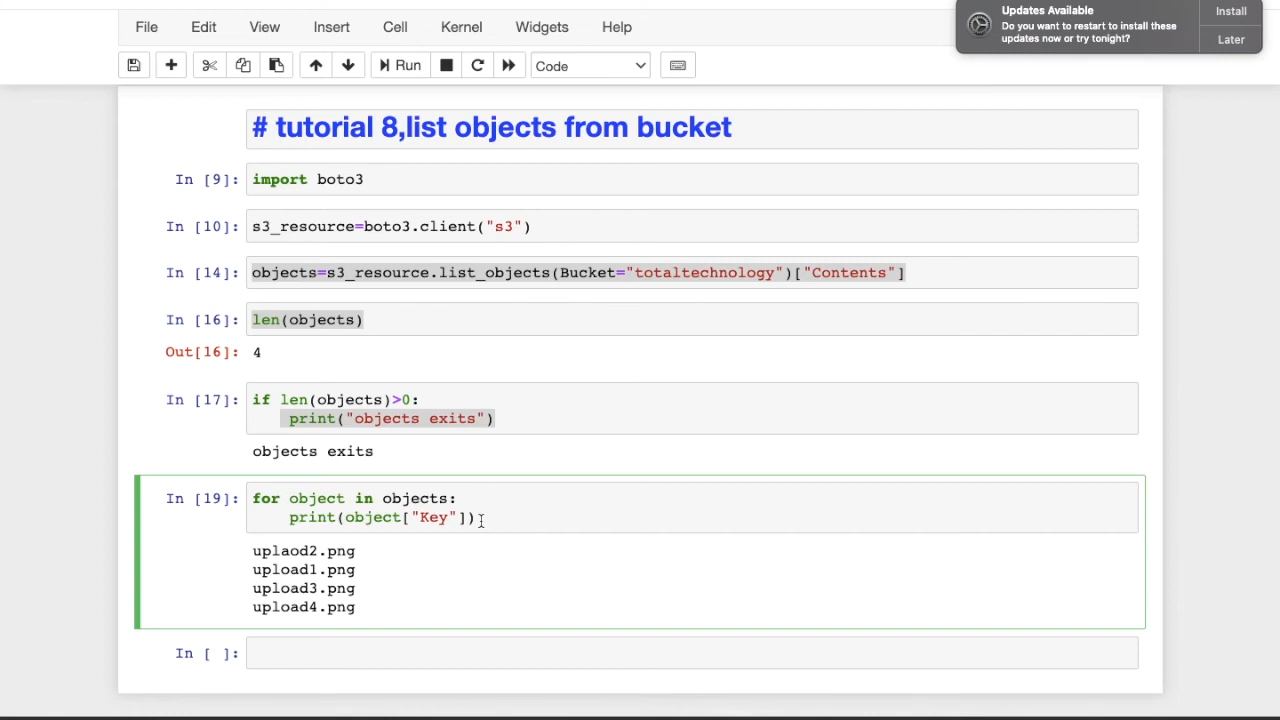 File Edit View Insert Cell Kernel Widgets Help
Updates Available
Do you want to restart to install these
updates now or try tonight?
Install
Later
Run
Code
# tutorial 8,list objects from bucket
In [9]: import boto3
In [10]: s3_resource=boto3.client("s3")
In [14]: objects=s3_resource.list_objects(Bucket="totaltechnology")["Contents"]
In [16]: len(objects)
Out[16]: 4
In [17]: if len(objects)>0:
print("objects exits")
objects exits
In [19]: for object in objects:
print(object["Key"])
uplaod2.png
upload1.png
upload3.png
upload4.png
In [ ]: